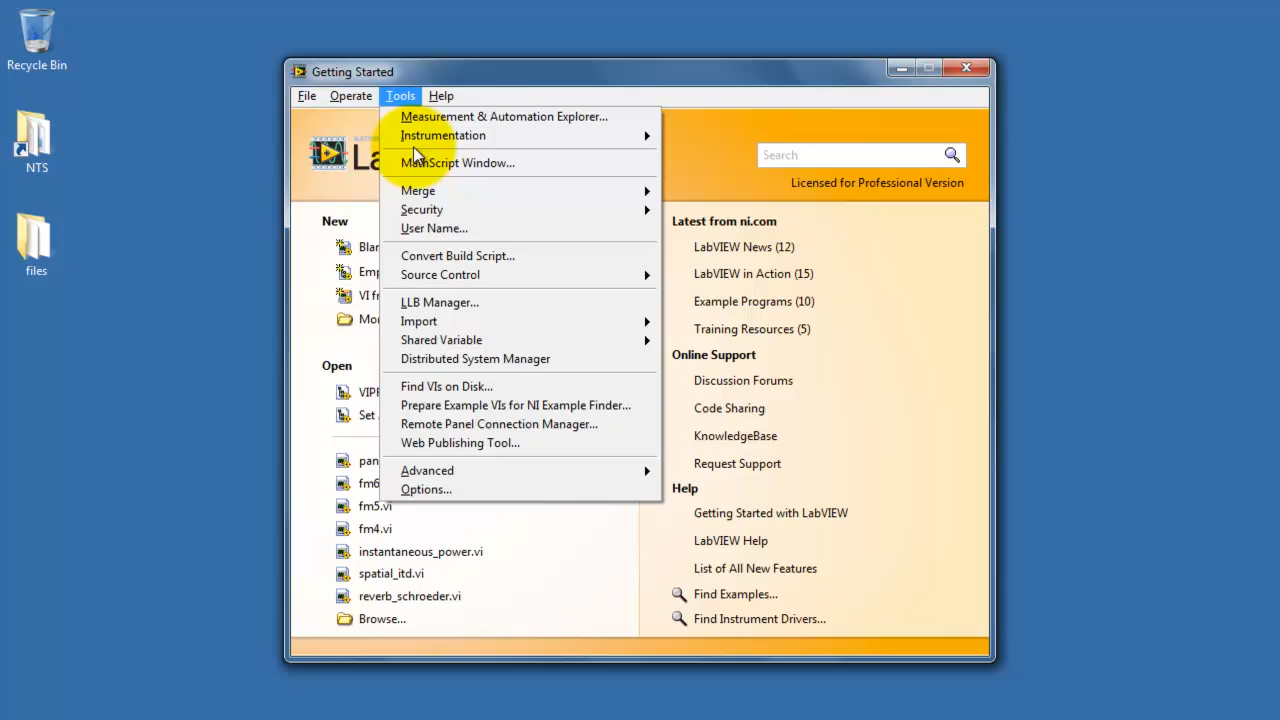 Recycle Bin
NTS
files
Getting Started
File Operate Tools Help
Measurement & Automation Explorer...
Instrumentation
MathScript Window...
Merge
Security
User Name...
Convert Build Script...
Source Control
LLB Manager...
Import
Shared Variable
Distributed System Manager
Find VIs on Disk...
Prepare Example VIs for NI Example Finder...
Remote Panel Connection Manager...
Web Publishing Tool...
Advanced
Options...
Search
Licensed for Professional Version
New
Open
fm5.vi
fm4.vi
instantaneous_power.vi
spatial_itd.vi
reverb_schroeder.vi
Browse...
Latest from ni.com
LabVIEW News (12)
LabVIEW in Action (15)
Example Programs (10)
Training Resources (5)
Online Support
Discussion Forums
Code Sharing
KnowledgeBase
Request Support
Help
Getting Started with LabVIEW
LabVIEW Help
List of All New Features
Find Examples...
Find Instrument Drivers...